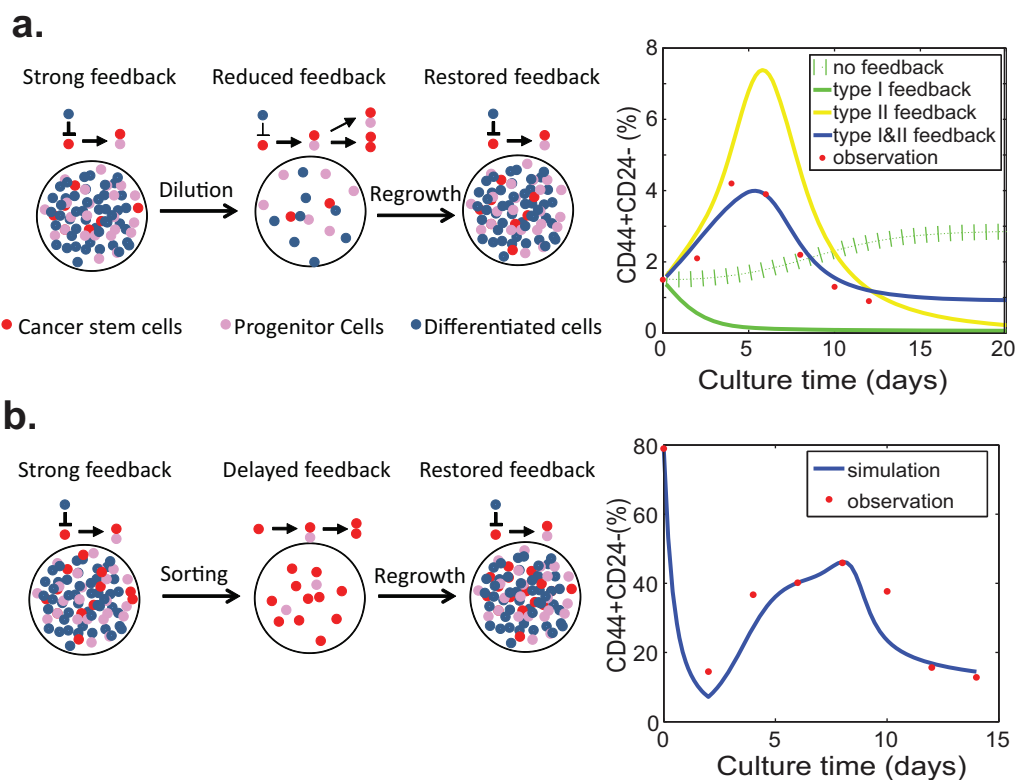 a.
Strong feedback
Reduced feedback
Restored feedback
Dilution
Regrowth
Cancer stem cells
Progenitor Cells
Differentiated cells
CD44+CD24- (%)
8
6
4
2
0
0
5
10
15
20
Culture time (days)
no feedback
type I feedback
type II feedback
type I&II feedback
observation
b.
Strong feedback
Delayed feedback
Restored feedback
Sorting
Regrowth
CD44+CD24-(%)
80
60
40
20
0
0
5
10
15
Culture time (days)
simulation
observation